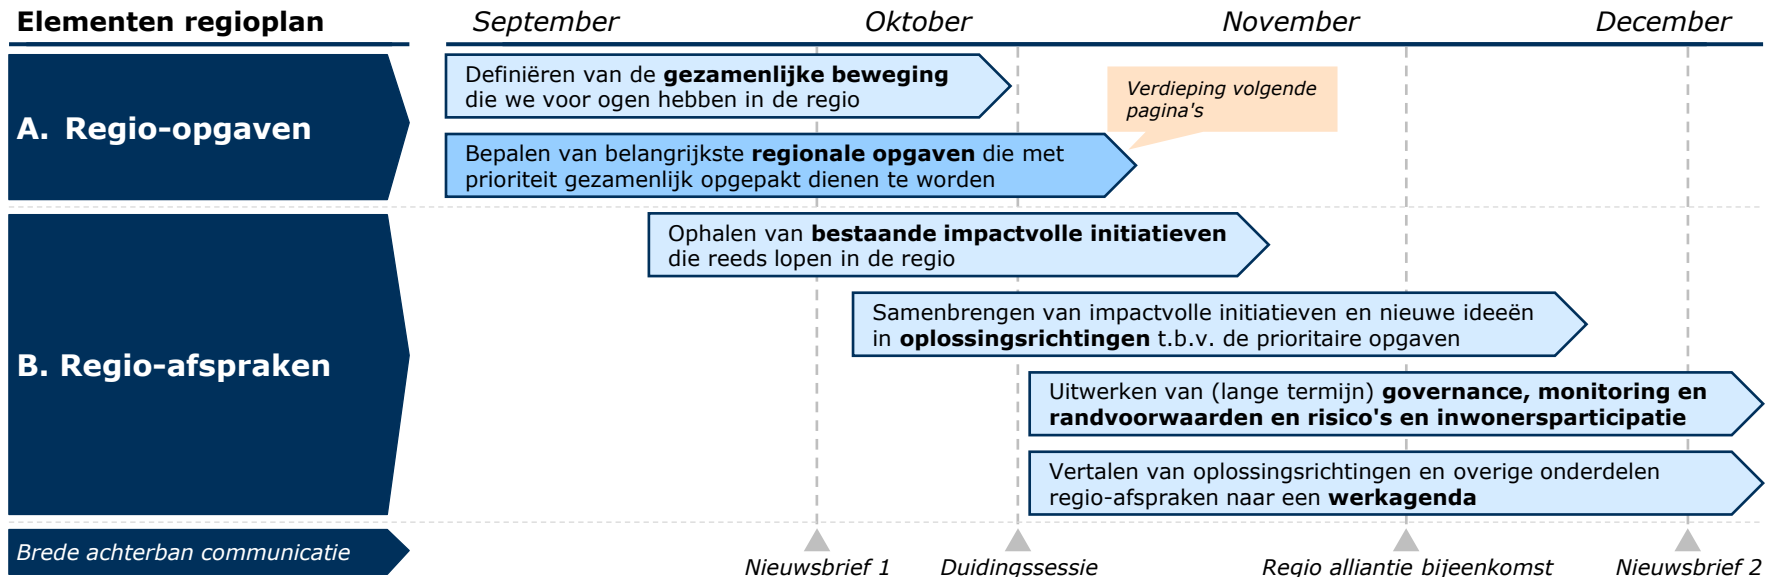 Elementen regioplan
September
Oktober
November
December
A. Regio-opgaven
Definiëren van de gezamenlijke beweging
die we voor ogen hebben in de regio
Verdieping volgende
pagina's
Bepalen van belangrijkste regionale opgaven die met
prioriteit gezamenlijk opgepakt dienen te worden
B. Regio-afspraken
Ophalen van bestaande impactvolle initiatieven
die reeds lopen in de regio
Samenbrengen van impactvolle initiatieven en nieuwe ideeën
in oplossingsrichtingen t.b.v. de prioritaire opgaven
Uitwerken van (lange termijn) governance, monitoring en
randvoorwaarden en risico's en inwonersparticipatie
Vertalen van oplossingsrichtingen en overige onderdelen
regio-afspraken naar een werkagenda
Brede achterban communicatie
Nieuwsbrief 1
Duidingssessie
Regio alliantie bijeenkomst
Nieuwsbrief 2